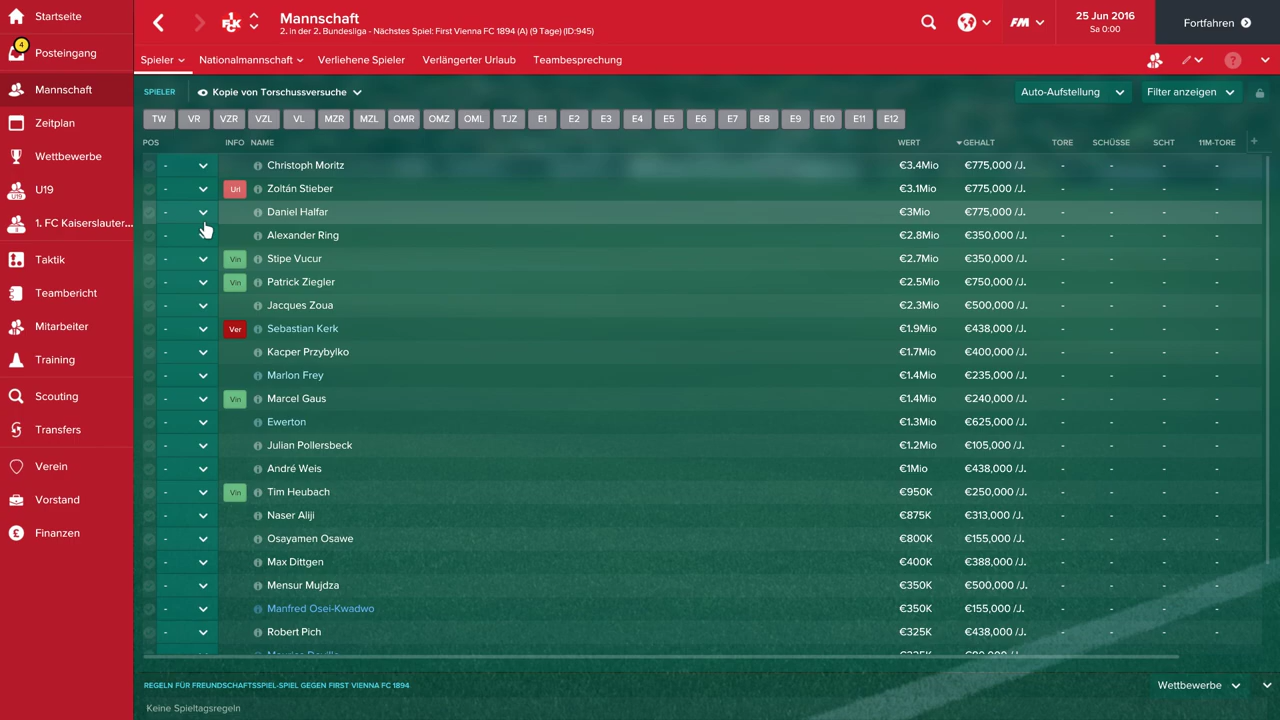 Startseite
4
Posteingang
Mannschaft
Zeitplan
Wettbewerbe
U19
U19
1. FC Kaiserslauter...
Taktik
Teambericht
Mitarbeiter
Training
Scouting
Transfers
Verein
Vorstand
£
Finanzen
FCK
Mannschaft
2. in der 2. Bundesliga - Nächstes Spiel: First Vienna FC 1894 (A) (9 Tage) (ID:945)
FM
25 Jun 2016
Sa 0:00
Fortfahren
Spieler Nationalmannschaft Verliehene Spieler Verlängerter Urlaub Teambesprechung ?
SPIELER Kopie von Torschussversuche Auto-Aufstellung Filter anzeigen
TW VR VZR VZL VL MZR MZL OMR OMZ OML TJZ E1 E2 E3 E4 E5 E6 E7 E8 E9 E10 E11 E12
POS INFO NAME WERT GEHALT TORE SCHÜSSE SCHT 11M-TORE +
- Christoph Moritz €3.4Mio €775,000 /J. - - - -
- Url Zoltán Stieber €3.1Mio €775,000 /J. - - - -
- Daniel Halfar €3Mio €775,000 /J. - - - -
- Alexander Ring €2.8Mio €350,000 /J. - - - -
- Vin Stipe Vucur €2.7Mio €350,000 /J. - - - -
- Vin Patrick Ziegler €2.5Mio €750,000 /J. - - - -
- Jacques Zoua €2.3Mio €500,000 /J. - - - -
- Ver Sebastian Kerk €1.9Mio €438,000 /J. - - - -
- Kacper Przybylko €1.7Mio €400,000 /J. - - - -
- Marlon Frey €1.4Mio €235,000 /J. - - - -
- Vin Marcel Gaus €1.4Mio €240,000 /J. - - - -
- Ewerton €1.3Mio €625,000 /J. - - - -
- Julian Pollersbeck €1.2Mio €105,000 /J. - - - -
- André Weis €1Mio €438,000 /J. - - - -
- Vin Tim Heubach €950K €250,000 /J. - - - -
- Naser Aliji €875K €313,000 /J. - - - -
- Osayamen Osawe €800K €155,000 /J. - - - -
- Max Dittgen €400K €388,000 /J. - - - -
- Mensur Mujdza €350K €500,000 /J. - - - -
- Manfred Osei-Kwadwo €350K €155,000 /J. - - - -
- Robert Pich €325K €438,000 /J. - - - -
REGELN FÜR FREUNDSCHAFTSSPIEL-SPIEL GEGEN FIRST VIENNA FC 1894 Wettbewerbe
Keine Spieltagsregeln